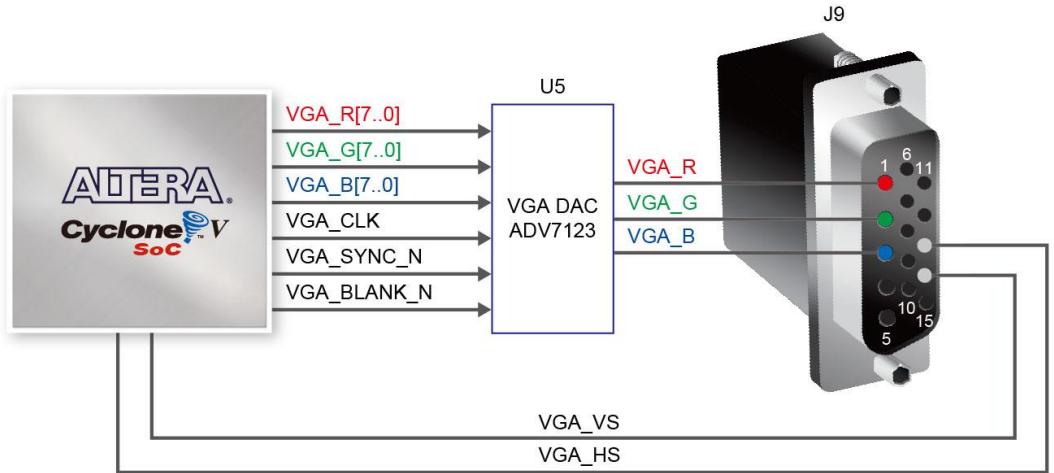 J9
U5
ALTERA®
Cyclone™ V
SoC
VGA_R[7..0]
VGA_G[7..0]
VGA_B[7..0]
VGA_CLK
VGA_SYNC_N
VGA_BLANK_N
VGA DAC
ADV7123
VGA_R
VGA_G
VGA_B
1
6
11
5
10
15
VGA_VS
VGA_HS